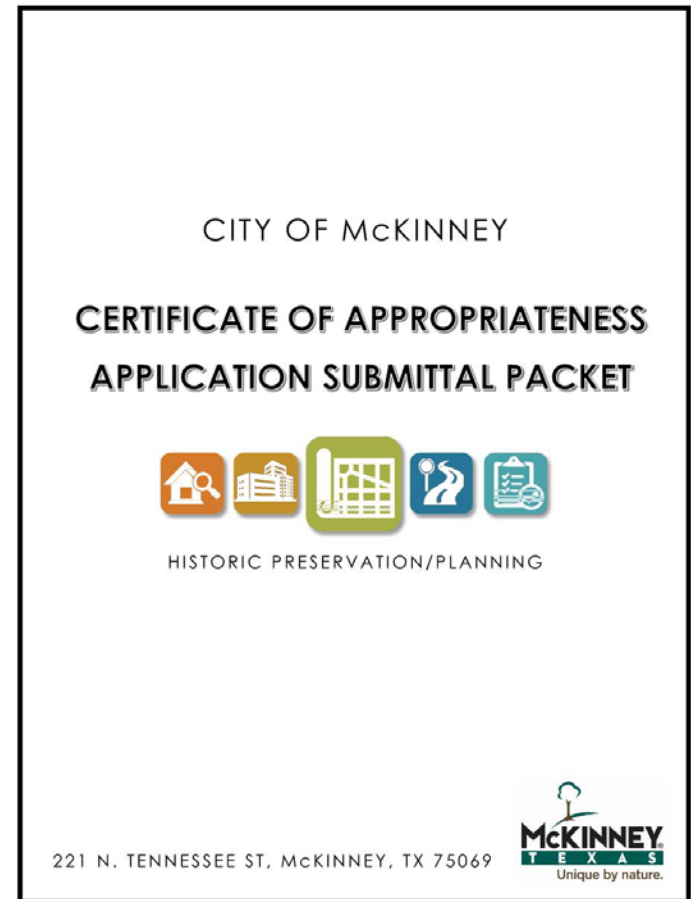 CITY OF McKINNEY
CERTIFICATE OF APPROPRIATENESS
APPLICATION SUBMITTAL PACKET
HISTORIC PRESERVATION/PLANNING
221 N. TENNESSEE ST, McKINNEY, TX 75069
McKINNEY®
TEXAS
Unique by nature.